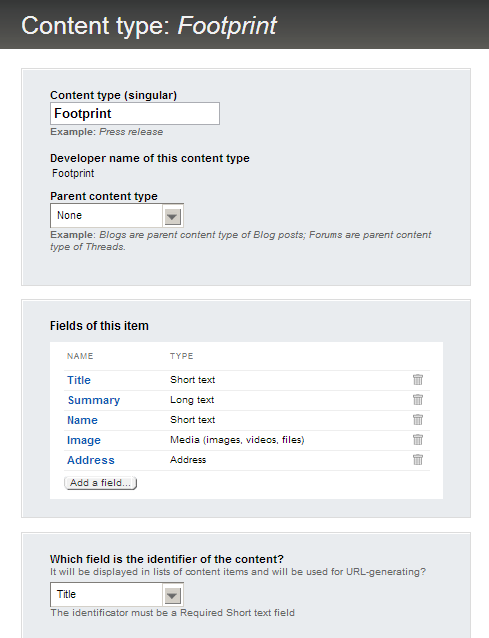 Content type: Footprint
Content type (singular)
Footprint
Example: Press release
Developer name of this content type
Footprint
Parent content type
None
Example: Blogs are parent content type of Blog posts; Forums are parent content
type of Threads.
Fields of this item
NAME TYPE
Title Short text
Summary Long text
Name Short text
Image Media (images, videos, files)
Address Address
Add a field...
Which field is the identifier of the content?
It will be displayed in lists of content items and will be used for URL-generating?
Title
The identificator must be a Required Short text field